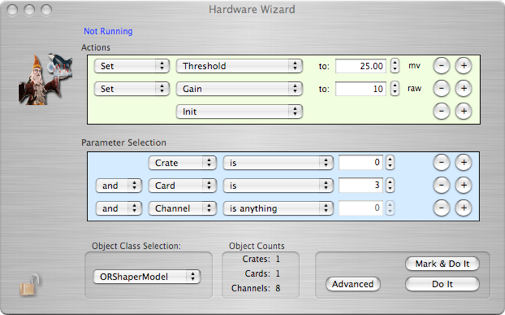 Hardware Wizard
Not Running
Actions
Set Threshold to: 25.00 mv
Set Gain to: 10 raw
Init
Parameter Selection
Crate is 0
and Card is 3
and Channel is anything 0
Object Class Selection:
ORShaperModel
Object Counts
Crates: 1
Cards: 1
Channels: 8
Mark & Do It
Advanced Do It